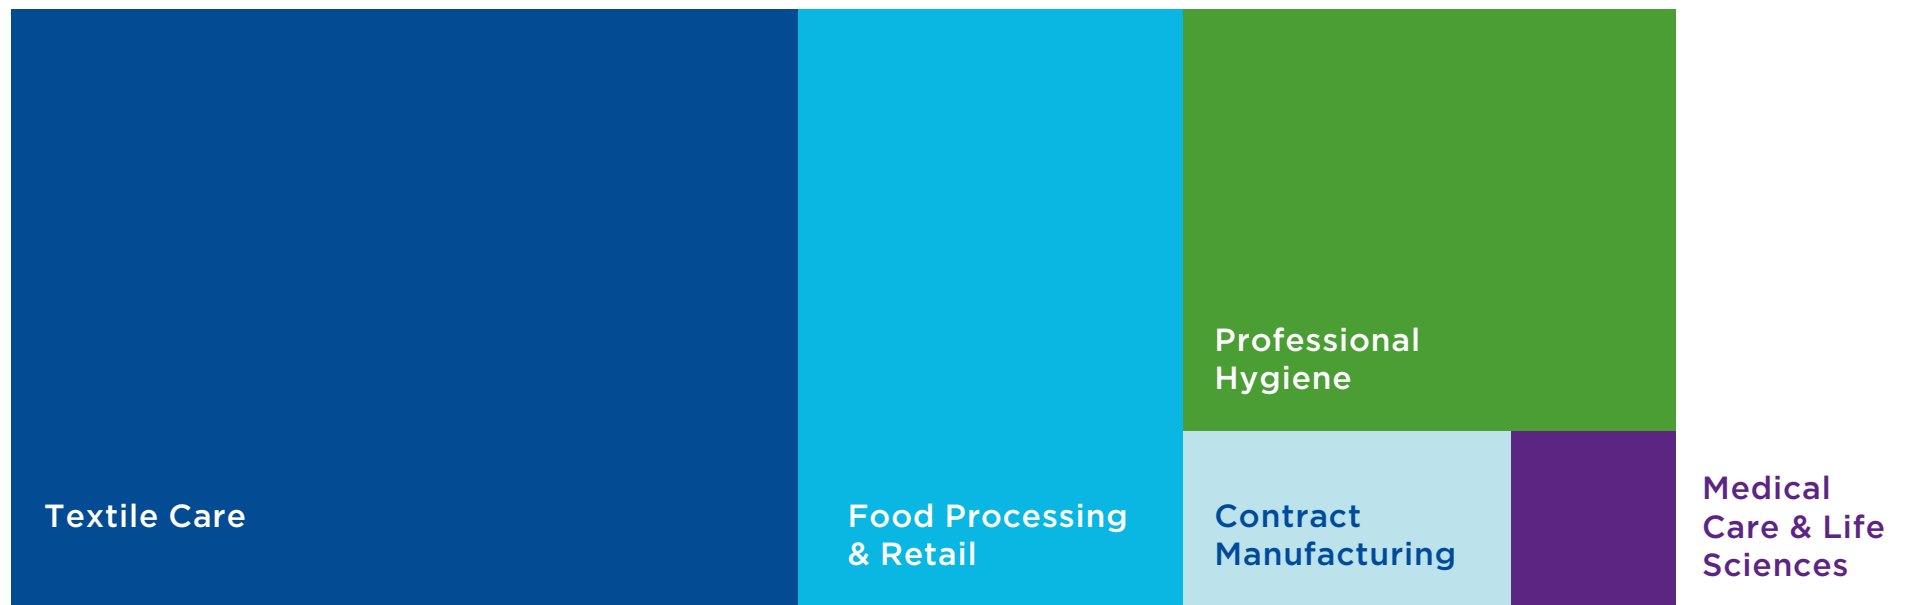 Textile Care
Food Processing
& Retail
Professional
Hygiene
Contract
Manufacturing
Medical
Care & Life
Sciences